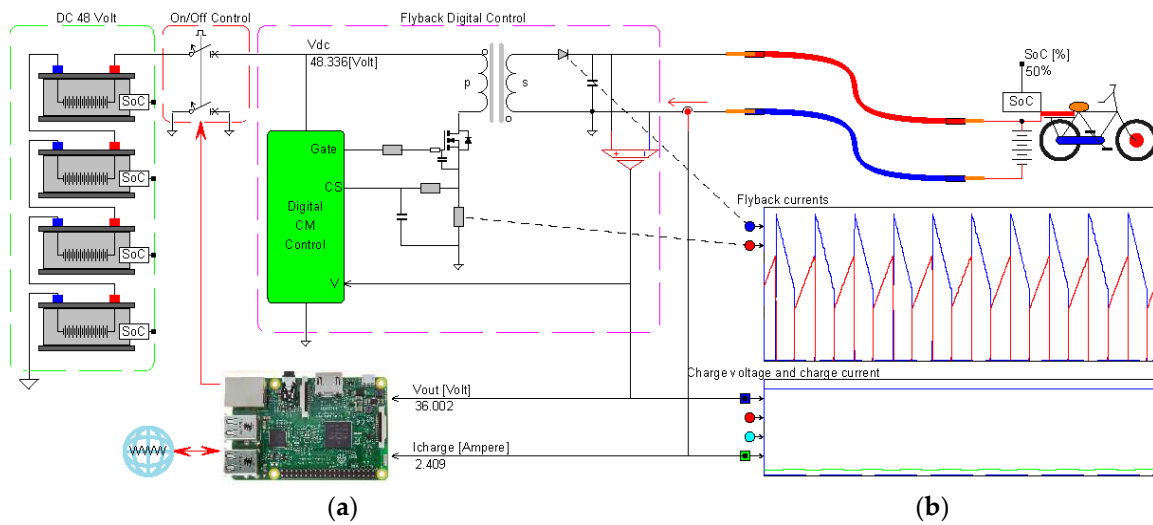 DC 48 Volt
On/Off Control
Flyback Digital Control
Vdc
48.336[Volt]
p
s
SoC [%]
50%
SoC
SoC
SoC
SoC
SoC
Gate
CS
Digital
CM
Control
V
Flyback currents
Charge voltage and charge current
Vout [Volt]
36.002
Icharge [Ampere]
2.409
(a)
(b)